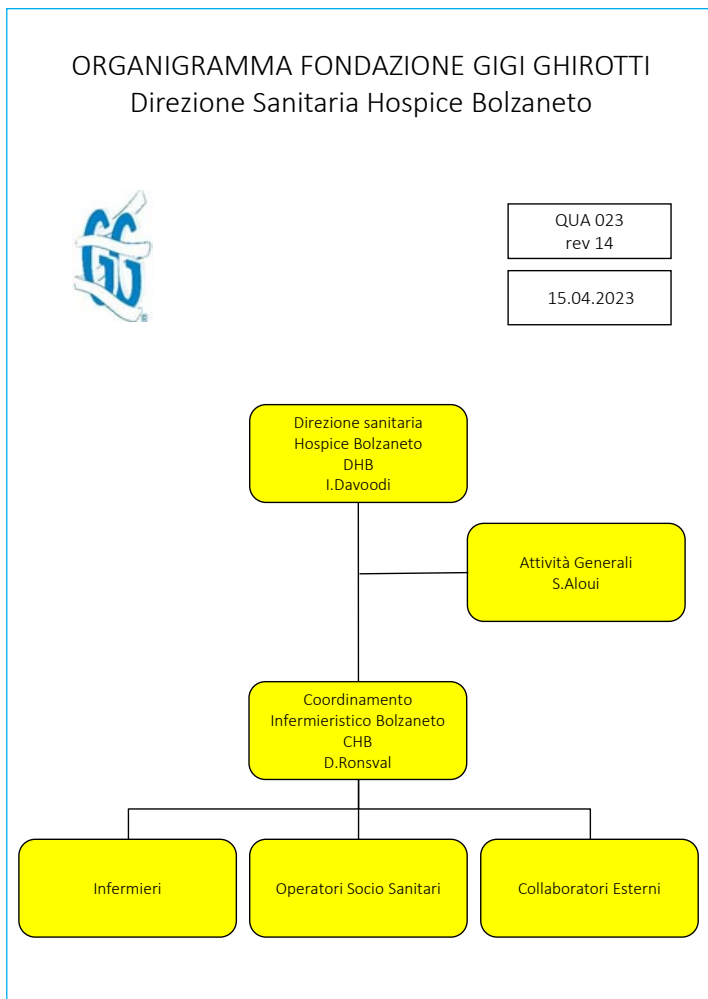 ORGANIGRAMMA FONDAZIONE GIGI GHIROTTI
Direzione Sanitaria Hospice Bolzaneto
GG
®
QUA 023
rev 14
15.04.2023
Direzione sanitaria
Hospice Bolzaneto
DHB
I.Davoodi
Attività Generali
S.Aloui
Coordinamento
Infermieristico Bolzaneto
CHB
D.Ronsval
Infermieri
Operatori Socio Sanitari
Collaboratori Esterni